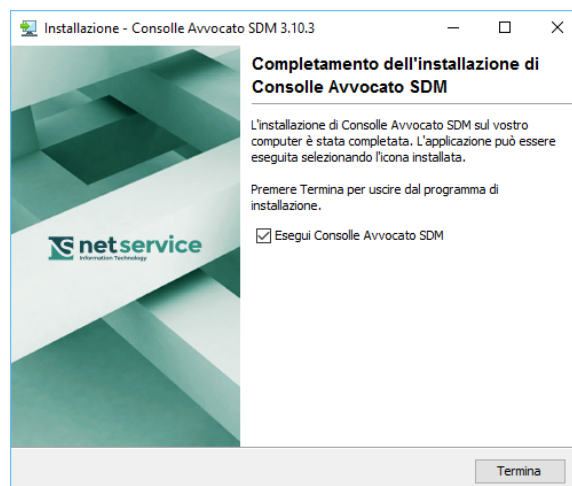 Installazione - Consolle Avvocato SDM 3.10.3
Completamento dell'installazione di
Consolle Avvocato SDM
L'installazione di Consolle Avvocato SDM sul vostro
computer è stata completata. L'applicazione può essere
eseguita selezionando l'icona installata.
Premere Termina per uscire dal programma di
installazione.
Esegui Consolle Avvocato SDM
netservice
Information Technology
Termina